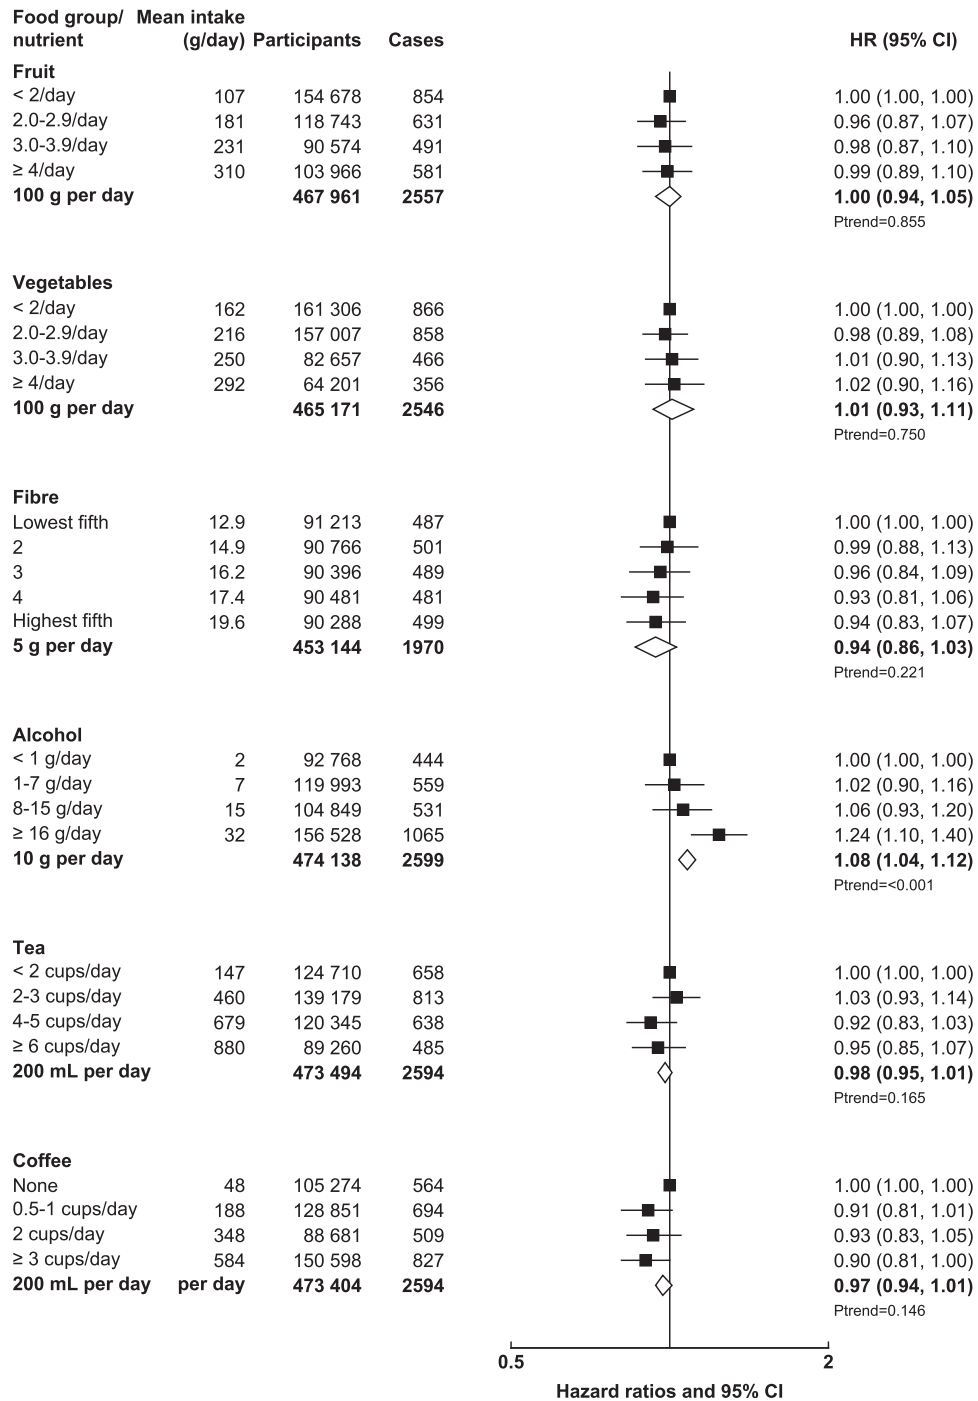 Food group/ nutrient Mean intake (g/day) Participants Cases HR (95% CI)
Fruit
< 2/day 107 154 678 854 1.00 (1.00, 1.00)
2.0-2.9/day 181 118 743 631 0.96 (0.87, 1.07)
3.0-3.9/day 231 90 574 491 0.98 (0.87, 1.10)
≥ 4/day 310 103 966 581 0.99 (0.89, 1.10)
100 g per day 467 961 2557 1.00 (0.94, 1.05)
Ptrend=0.855
Vegetables
< 2/day 162 161 306 866 1.00 (1.00, 1.00)
2.0-2.9/day 216 157 007 858 0.98 (0.89, 1.08)
3.0-3.9/day 250 82 657 466 1.01 (0.90, 1.13)
≥ 4/day 292 64 201 356 1.02 (0.90, 1.16)
100 g per day 465 171 2546 1.01 (0.93, 1.11)
Ptrend=0.750
Fibre
Lowest fifth 12.9 91 213 487 1.00 (1.00, 1.00)
2 14.9 90 766 501 0.99 (0.88, 1.13)
3 16.2 90 396 489 0.96 (0.84, 1.09)
4 17.4 90 481 481 0.93 (0.81, 1.06)
Highest fifth 19.6 90 288 499 0.94 (0.83, 1.07)
5 g per day 453 144 1970 0.94 (0.86, 1.03)
Ptrend=0.221
Alcohol
< 1 g/day 2 92 768 444 1.00 (1.00, 1.00)
1-7 g/day 7 119 993 559 1.02 (0.90, 1.16)
8-15 g/day 15 104 849 531 1.06 (0.93, 1.20)
≥ 16 g/day 32 156 528 1065 1.24 (1.10, 1.40)
10 g per day 474 138 2599 1.08 (1.04, 1.12)
Ptrend=<0.001
Tea
< 2 cups/day 147 124 710 658 1.00 (1.00, 1.00)
2-3 cups/day 460 139 179 813 1.03 (0.93, 1.14)
4-5 cups/day 679 120 345 638 0.92 (0.83, 1.03)
≥ 6 cups/day 880 89 260 485 0.95 (0.85, 1.07)
200 mL per day 473 494 2594 0.98 (0.95, 1.01)
Ptrend=0.165
Coffee
None 48 105 274 564 1.00 (1.00, 1.00)
0.5-1 cups/day 188 128 851 694 0.91 (0.81, 1.01)
2 cups/day 348 88 681 509 0.93 (0.83, 1.05)
≥ 3 cups/day 584 150 598 827 0.90 (0.81, 1.00)
200 mL per day per day 473 404 2594 0.97 (0.94, 1.01)
Ptrend=0.146
0.5 2
Hazard ratios and 95% CI